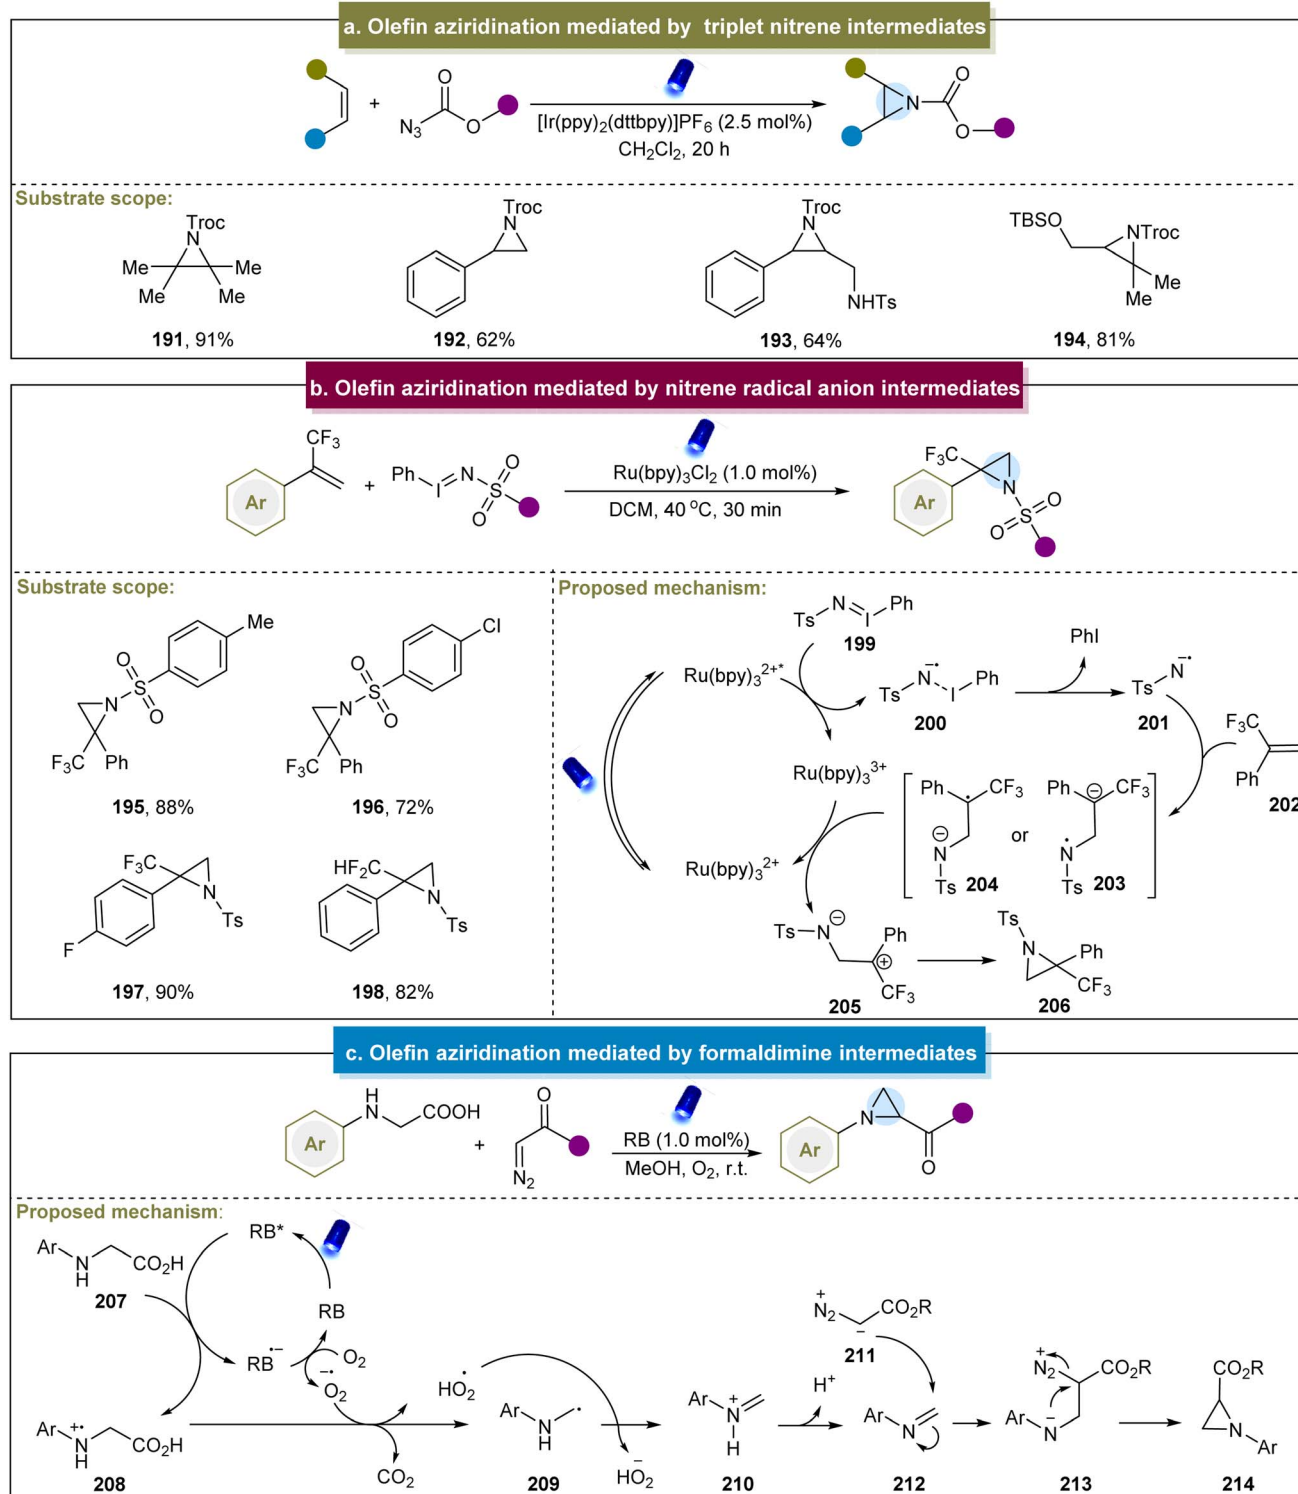 a. Olefin aziridination mediated by triplet nitrene intermediates
+
N3
O
O
[Ir(ppy)2(dttbpy)]PF6 (2.5 mol%)
CH2Cl2, 20 h
N
O
O
Substrate scope:
Troc
N
Me
Me
Me
Me
191, 91%
Troc
N
192, 62%
Troc
N
NHTs
193, 64%
TBSO
NTroc
Me
Me
194, 81%
b. Olefin aziridination mediated by nitrene radical anion intermediates
CF3
Ar
+
Ph
I
N
O
S
O
Ru(bpy)3Cl2 (1.0 mol%)
DCM, 40 °C, 30 min
F3C
N
Ar
O
S
O
Substrate scope:
Me
O
S
O
N
F3C
Ph
195, 88%
Cl
O
S
O
N
F3C
Ph
196, 72%
F3C
N
Ts
F
197, 90%
HF2C
N
Ts
198, 82%
Proposed mechanism:
Ts
N
I
Ph
199
Ru(bpy)3 2+*
Ts
N −•
I
Ph
200
PhI
Ts
N −•
201
F3C
Ph
202
Ru(bpy)3 3+
Ph
•
CF3
−
N
Ts
204
or
Ph
−
CF3
•
N
Ts
203
Ru(bpy)3 2+
Ts
N
−
Ph
+
CF3
205
Ts
N
Ph
CF3
206
c. Olefin aziridination mediated by formaldimine intermediates
H
N
COOH
Ar
+
O
N2
RB (1.0 mol%)
MeOH, O2, r.t.
N
Ar
O
Proposed mechanism:
Ar
N
H
CO2H
207
RB*
RB
RB •−
O2
−•
O2
Ar
+•
N
H
CO2H
208
CO2
•
HO2
Ar
N
H
•
209
−
HO2
Ar
+
N
H
210
H+
+
N2
CO2R
−
211
Ar
N
212
+
N2
CO2R
Ar
−
N
213
CO2R
N
Ar
214